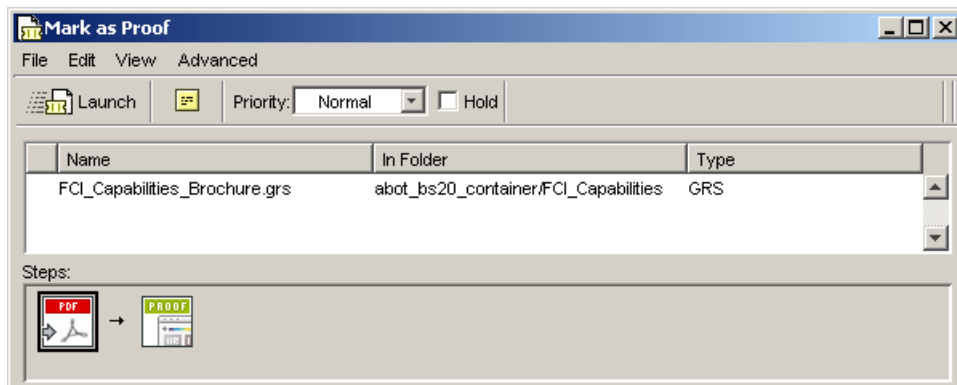 Mark as Proof
File Edit View Advanced
Launch Priority: Normal Hold
Name In Folder Type
FCI_Capabilities_Brochure.grs abot_bs20_container/FCI_Capabilities GRS
Steps:
PDF PROOF